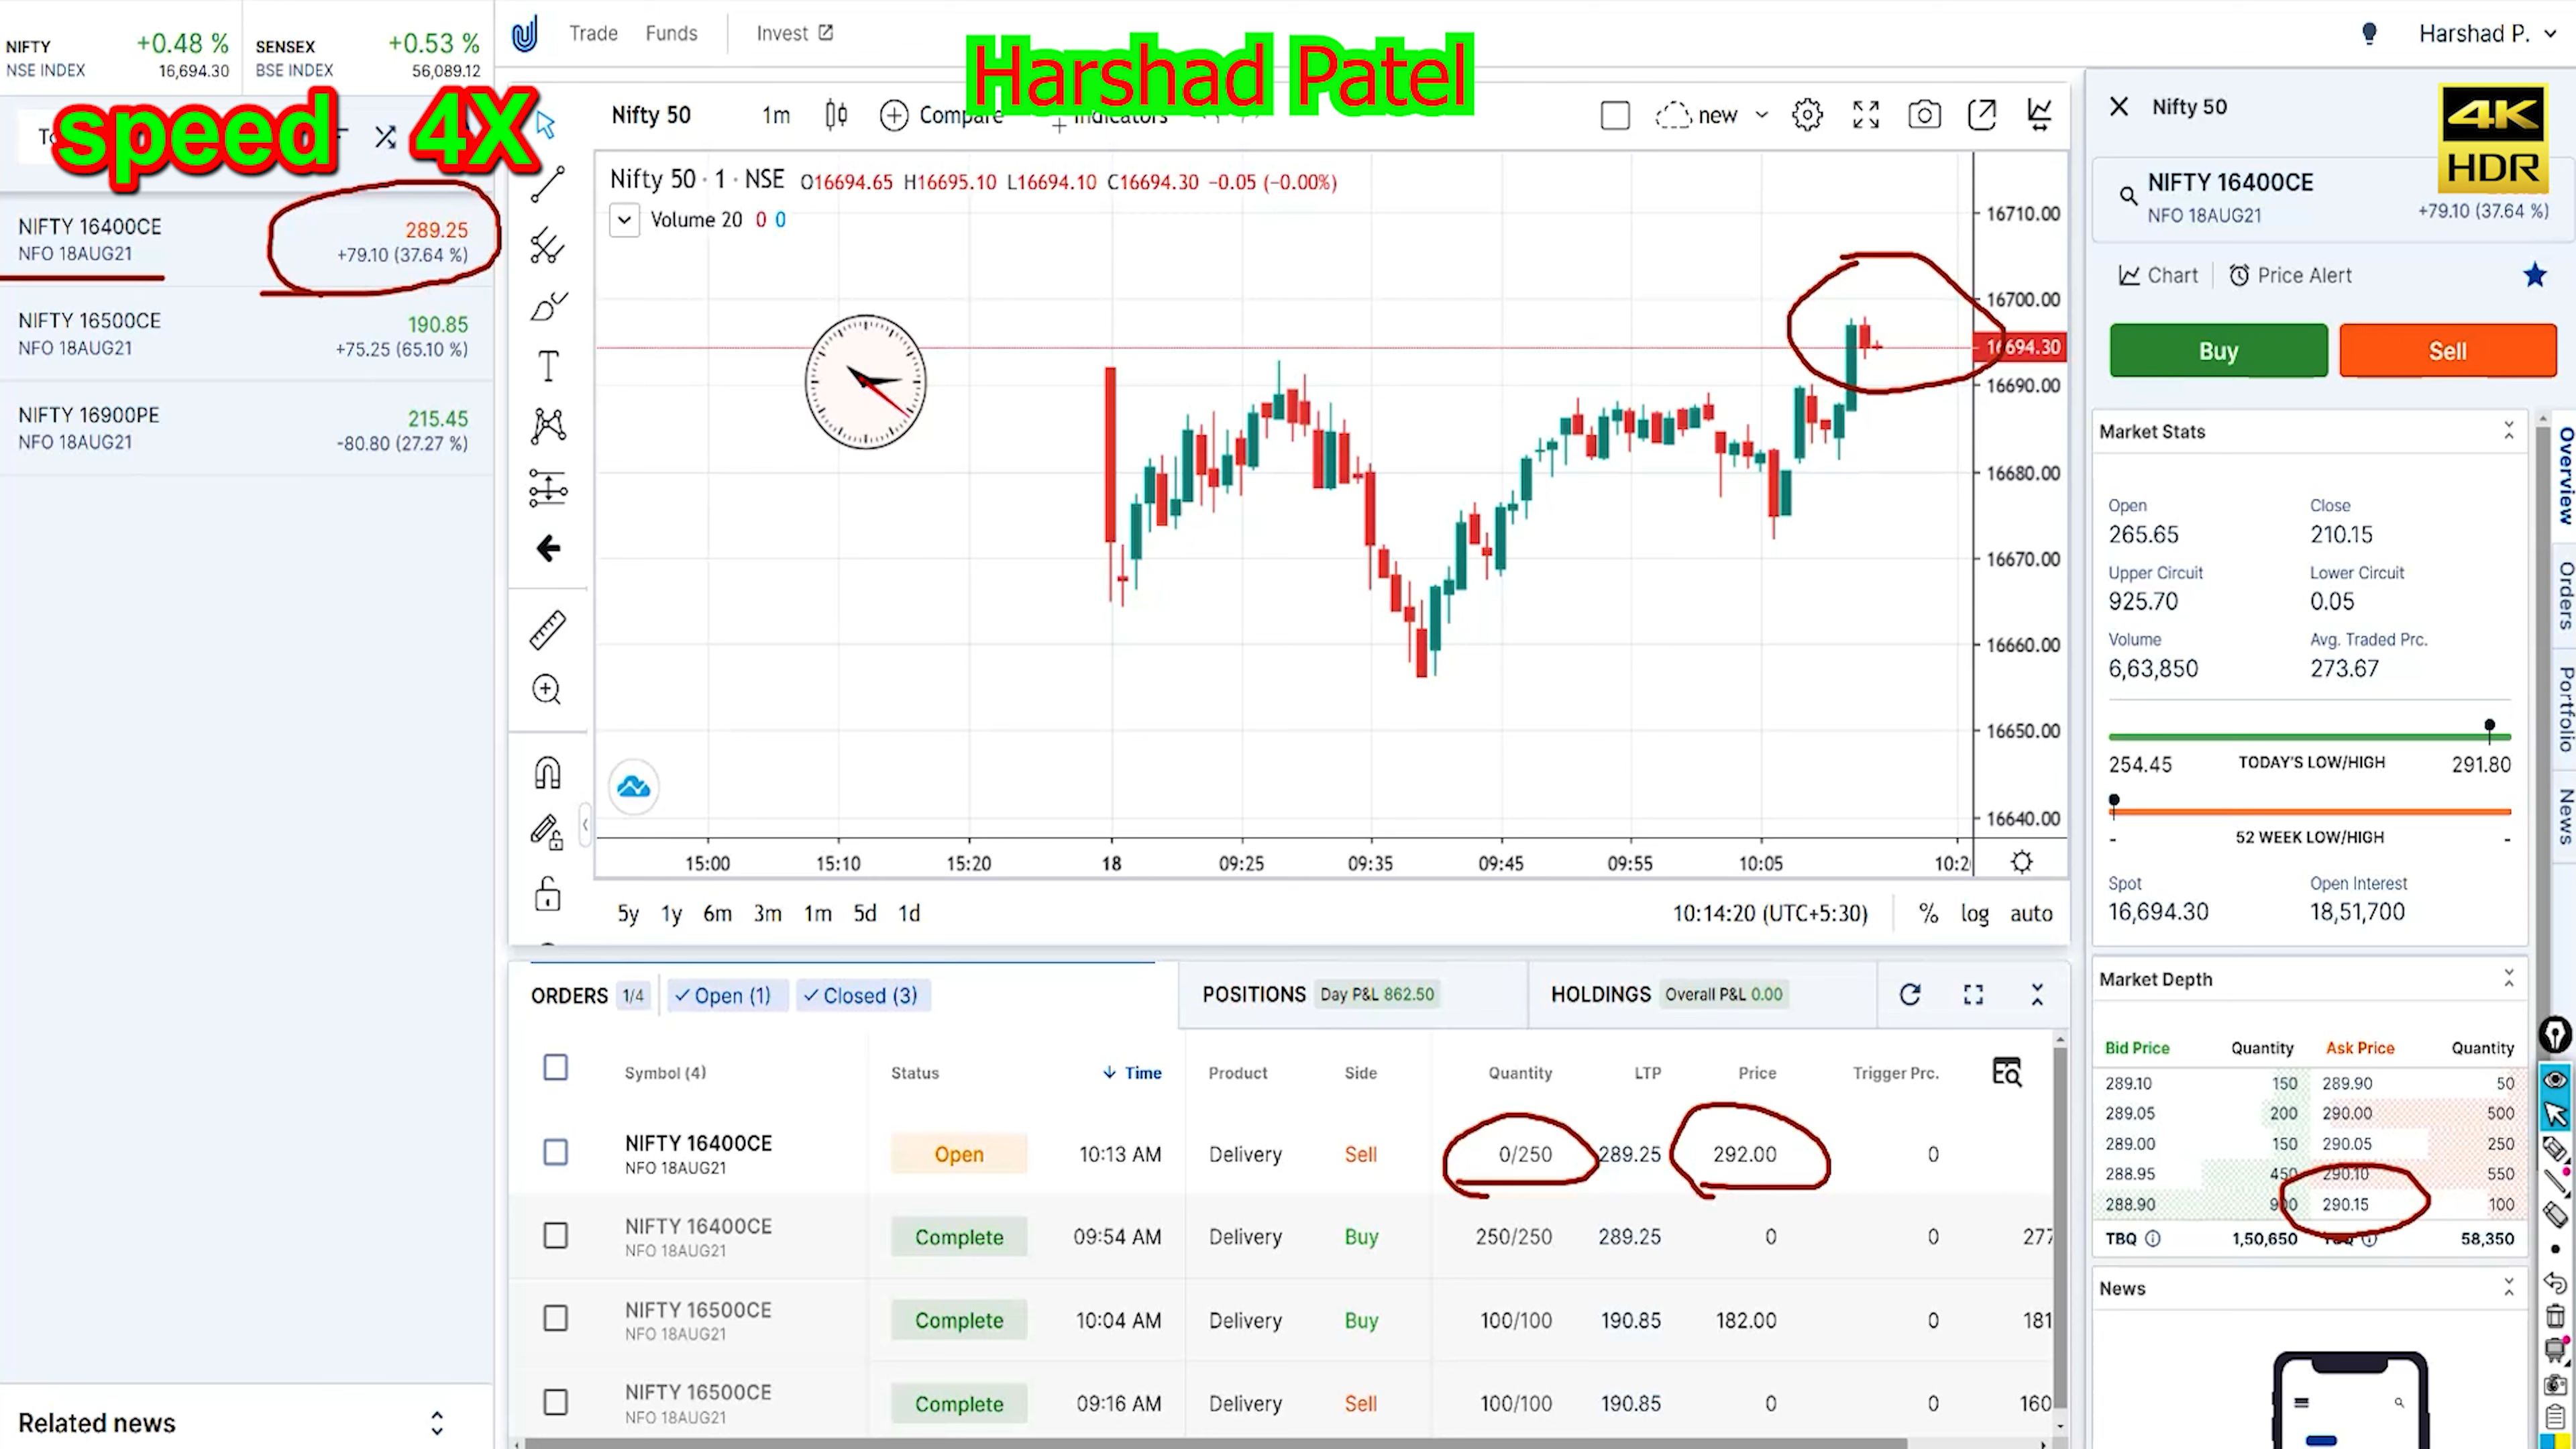 NIFTY +0.48 %
NSE INDEX 16,694.30
SENSEX +0.53 %
BSE INDEX 56,089.12
speed 4X
NIFTY 16400CE 289.25
NFO 18AUG21 +79.10 (37.64 %)
NIFTY 16500CE 190.85
NFO 18AUG21 +75.25 (65.10 %)
NIFTY 16900PE 215.45
NFO 18AUG21 -80.80 (27.27 %)
Related news
Trade Funds Invest
Harshad P.
Harshad Patel
Nifty 50 1m Compare Indicators new
Nifty 50 · 1 · NSE O16694.65 H16695.10 L16694.10 C16694.30 −0.05 (−0.00%)
Volume 20 0 0
16710.00
16700.00
16694.30
16690.00
16680.00
16670.00
16660.00
16650.00
16640.00
15:00 15:10 15:20 18 09:25 09:35 09:45 09:55 10:05
5y 1y 6m 3m 1m 5d 1d 10:14:20 (UTC+5:30) % log auto
ORDERS 1/4 Open (1) Closed (3) POSITIONS Day P&L 862.50 HOLDINGS Overall P&L 0.00
Symbol (4) Status Time Product Side Quantity LTP Price Trigger Prc.
NIFTY 16400CE Open 10:13 AM Delivery Sell 0/250 289.25 292.00 0
NFO 18AUG21
NIFTY 16400CE Complete 09:54 AM Delivery Buy 250/250 289.25 0 0 277
NFO 18AUG21
NIFTY 16500CE Complete 10:04 AM Delivery Buy 100/100 190.85 182.00 0 181
NFO 18AUG21
NIFTY 16500CE Complete 09:16 AM Delivery Sell 100/100 190.85 0 0 160
NFO 18AUG21
Nifty 50
4K
HDR
NIFTY 16400CE
NFO 18AUG21 +79.10 (37.64 %)
Chart Price Alert
Buy Sell
Market Stats
Open Close
265.65 210.15
Upper Circuit Lower Circuit
925.70 0.05
Volume Avg. Traded Prc.
6,63,850 273.67
254.45 TODAY'S LOW/HIGH 291.80
- 52 WEEK LOW/HIGH -
Spot Open Interest
16,694.30 18,51,700
Market Depth
Bid Price Quantity Ask Price Quantity
289.10 150 289.90 50
289.05 200 290.00 500
289.00 150 290.05 250
288.95 450 290.10 550
288.90 290.15 100
TBQ 1,50,650 58,350
News
Overview
Orders
Portfolio
News